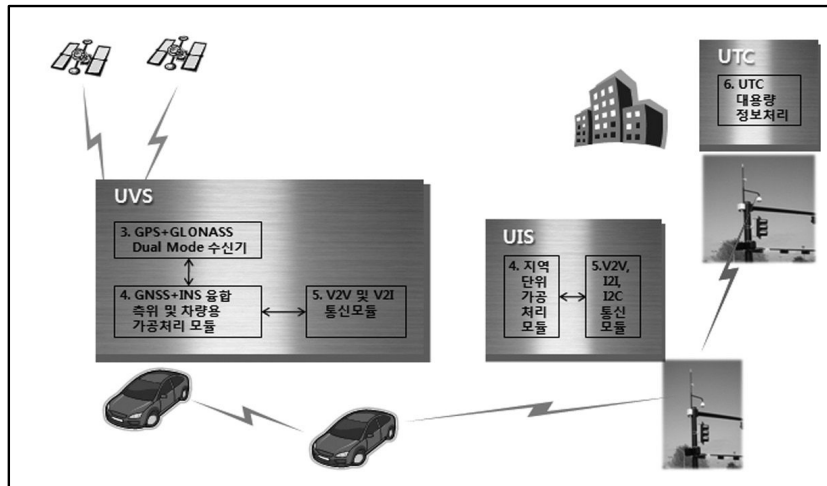 UTC
6. UTC
대용량
정보처리
UVS
3. GPS+GLONASS
Dual Mode 수신기
4. GNSS+INS 융합
측위 및 차량용
가공처리 모듈
5. V2V 및 V2I
통신모듈
UIS
4. 지역
단위
가공
처리
모듈
5.V2V,
I2I,
I2C
통신
모듈